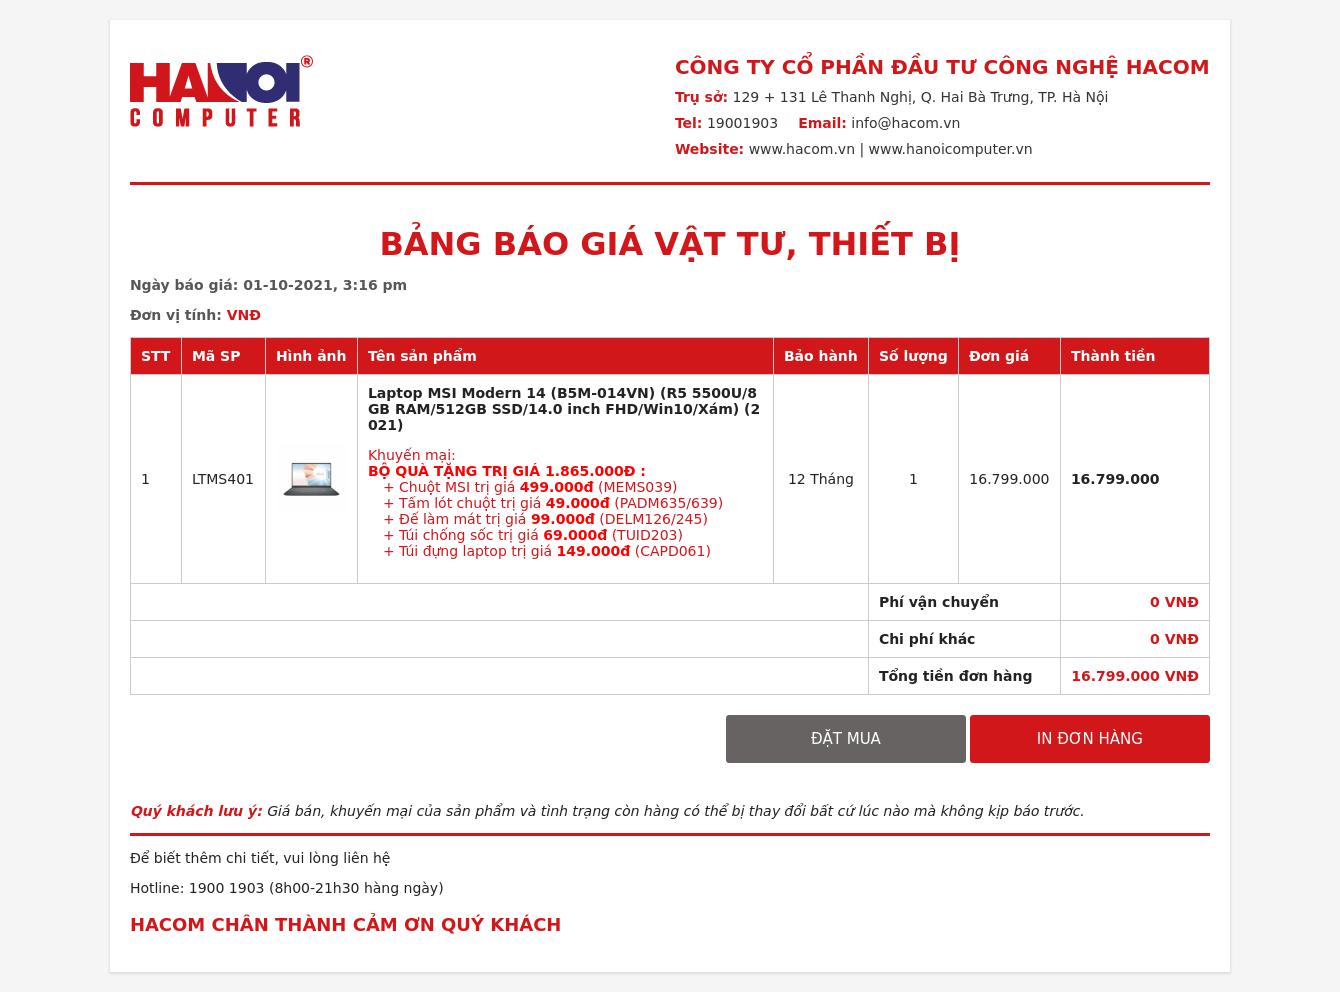 HANOI®
COMPUTER
CÔNG TY CỔ PHẦN ĐẦU TƯ CÔNG NGHỆ HACOM
Trụ sở: 129 + 131 Lê Thanh Nghị, Q. Hai Bà Trưng, TP. Hà Nội
Tel: 19001903 Email: info@hacom.vn
Website: www.hacom.vn | www.hanoicomputer.vn
BẢNG BÁO GIÁ VẬT TƯ, THIẾT BỊ
Ngày báo giá: 01-10-2021, 3:16 pm
Đơn vị tính: VNĐ
STT Mã SP Hình ảnh Tên sản phẩm Bảo hành Số lượng Đơn giá Thành tiền
Laptop MSI Modern 14 (B5M-014VN) (R5 5500U/8
GB RAM/512GB SSD/14.0 inch FHD/Win10/Xám) (2
021)
Khuyến mại:
BỘ QUÀ TẶNG TRỊ GIÁ 1.865.000Đ :
1 LTMS401 12 Tháng 1 16.799.000 16.799.000
+ Chuột MSI trị giá 499.000đ (MEMS039)
+ Tấm lót chuột trị giá 49.000đ (PADM635/639)
+ Đế làm mát trị giá 99.000đ (DELM126/245)
+ Túi chống sốc trị giá 69.000đ (TUID203)
+ Túi đựng laptop trị giá 149.000đ (CAPD061)
Phí vận chuyển 0 VNĐ
Chi phí khác 0 VNĐ
Tổng tiền đơn hàng 16.799.000 VNĐ
ĐẶT MUA IN ĐƠN HÀNG
Quý khách lưu ý: Giá bán, khuyến mại của sản phẩm và tình trạng còn hàng có thể bị thay đổi bất cứ lúc nào mà không kịp báo trước.
Để biết thêm chi tiết, vui lòng liên hệ
Hotline: 1900 1903 (8h00-21h30 hàng ngày)
HACOM CHÂN THÀNH CẢM ƠN QUÝ KHÁCH